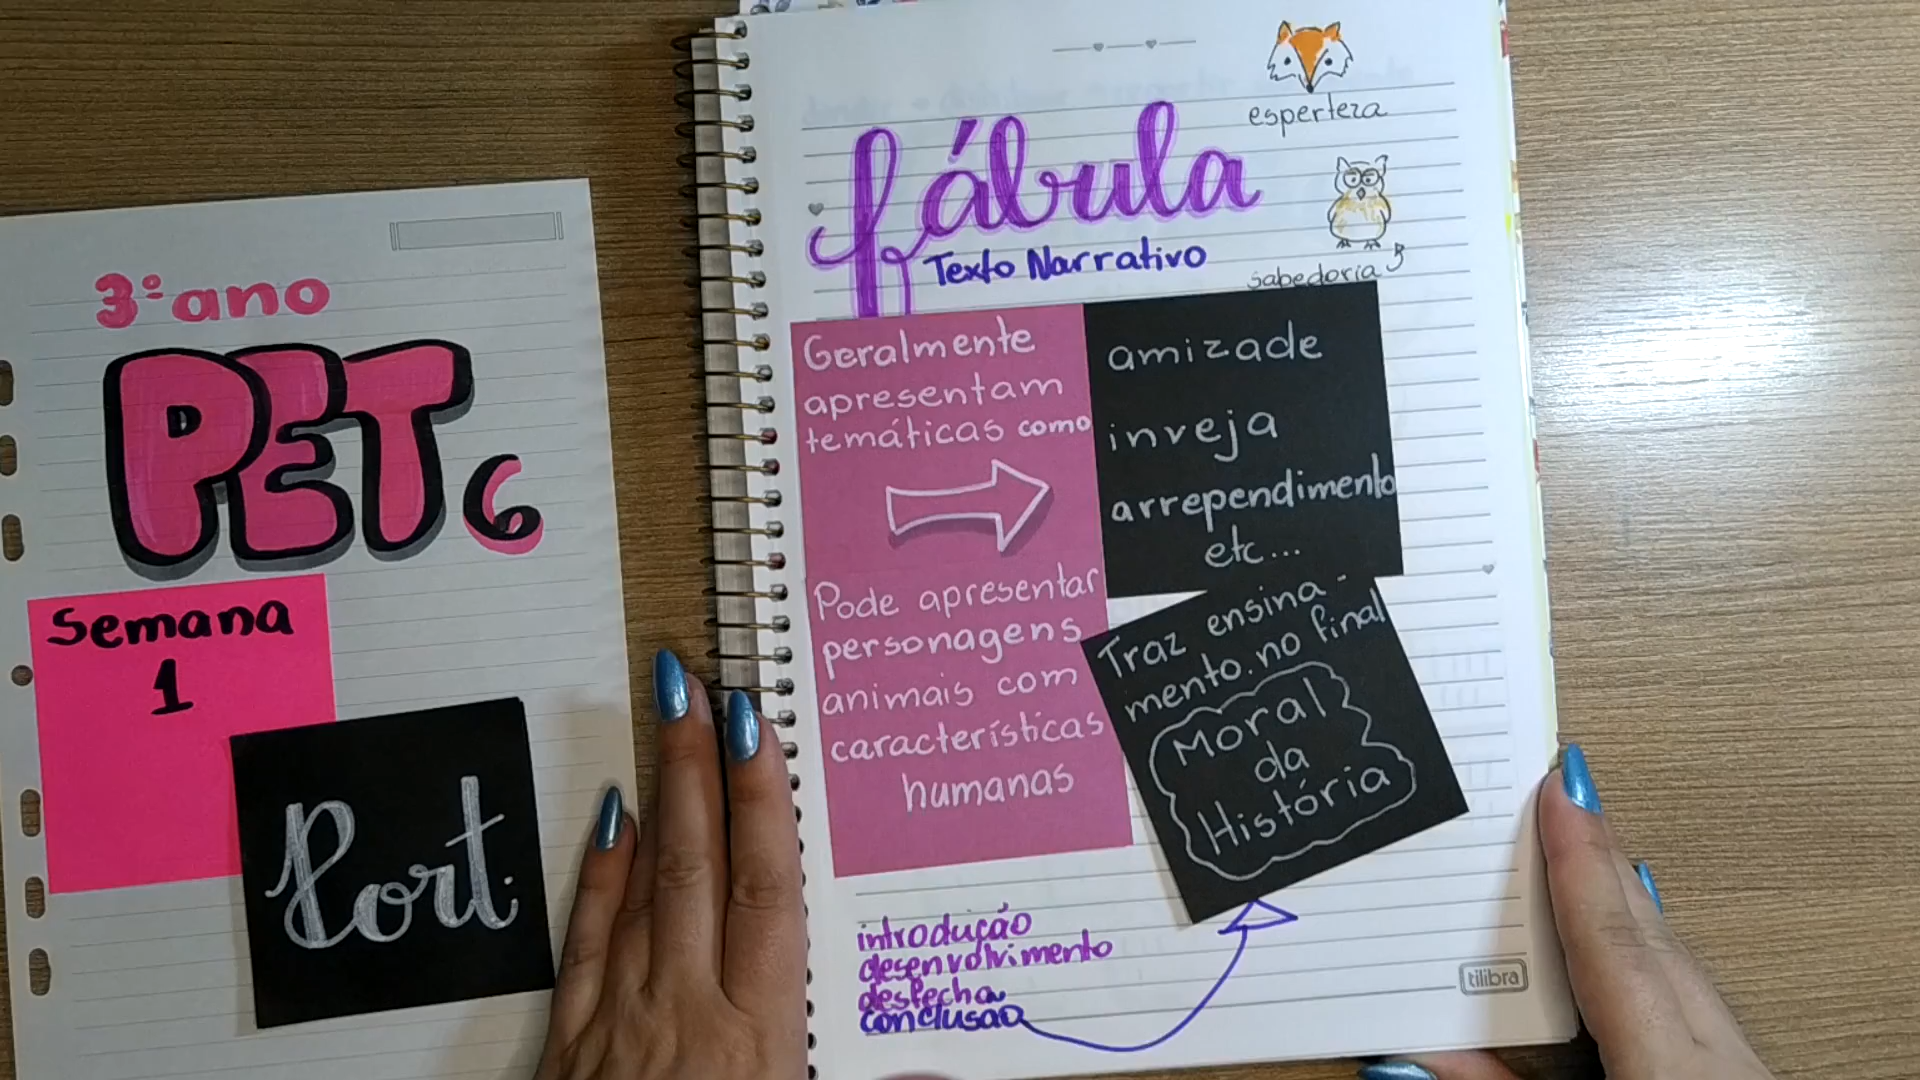 3º ano
PET 6
Semana
1
Port.
esperteza
fábula
Texto Narrativo
sabedoria
Geralmente
apresentam
temáticas como
amizade
inveja
arrependimento
etc...
Pode apresentar
personagens
animais com
características
humanas
Traz ensina-
mento no final
Moral
da
História
introdução
desenvolvimento
desfecho
conclusão
tilibra